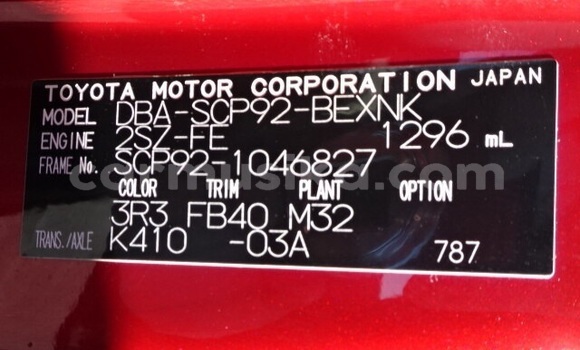 TOYOTA MOTOR CORPORATION JAPAN
MODEL DBA-SCP92-BEXNK
ENGINE 2SZ-FE 1296 mL
FRAME No. SCP92-1046827
COLOR TRIM PLANT OPTION
3R3 FB40 M32
TRANS./AXLE K410 -03A 787